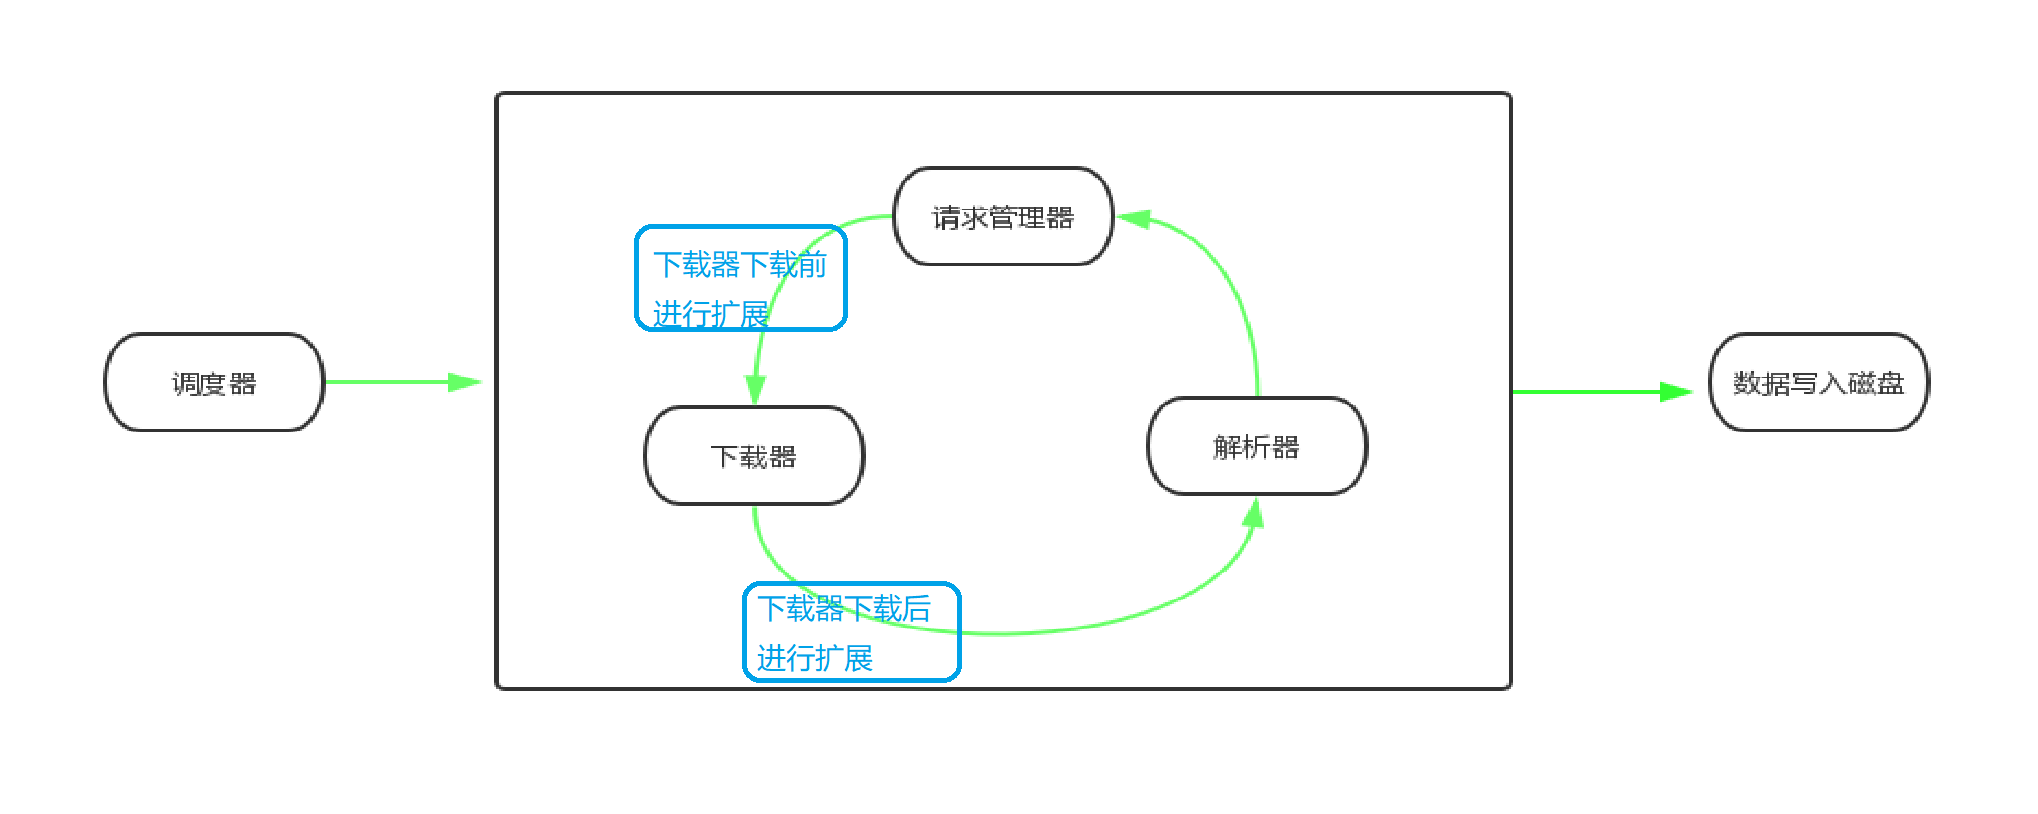 请求管理器
下载器下载前
进行扩展
调度器
数据写入磁盘
下载器
解析器
下载器下载后
进行扩展